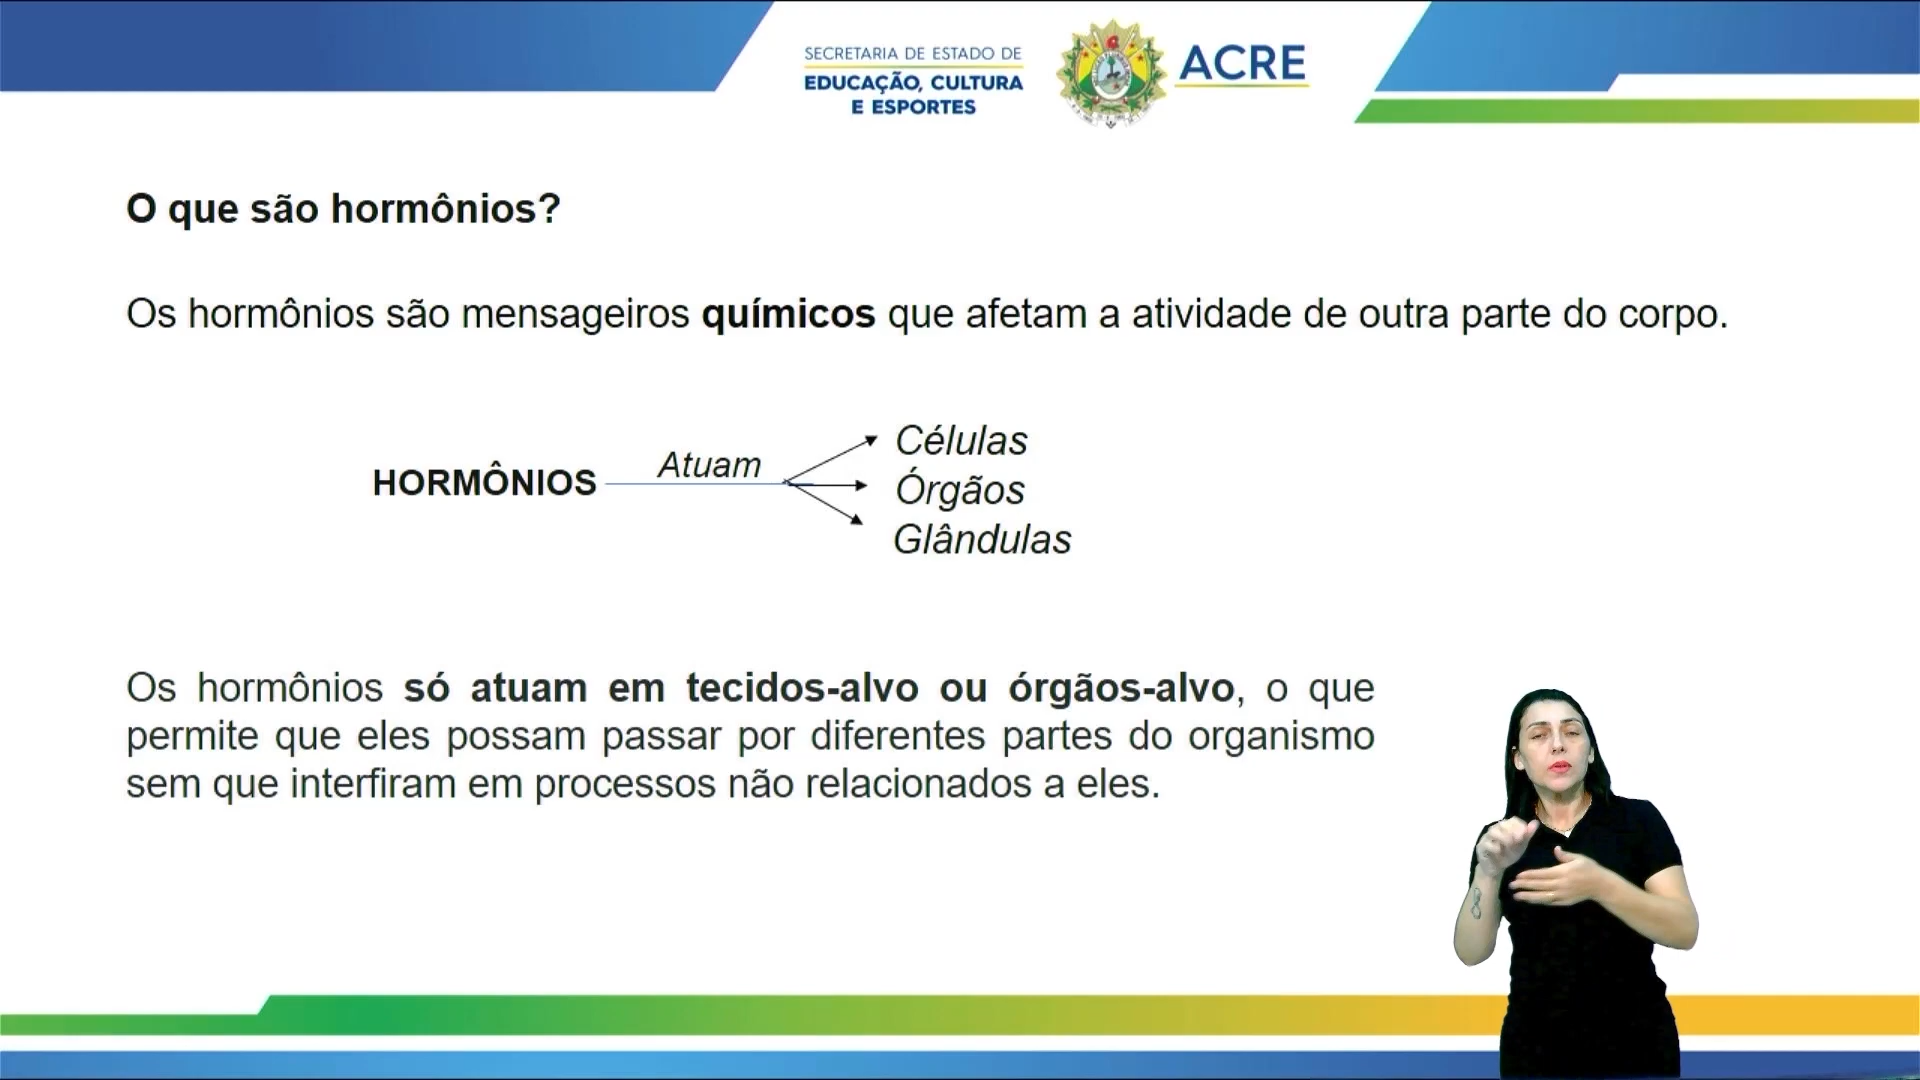 SECRETARIA DE ESTADO DE
EDUCAÇÃO, CULTURA
E ESPORTES
ACRE
O que são hormônios?
Os hormônios são mensageiros químicos que afetam a atividade de outra parte do corpo.
HORMÔNIOS
Atuam
Células
Órgãos
Glândulas
Os hormônios só atuam em tecidos-alvo ou órgãos-alvo, o que
permite que eles possam passar por diferentes partes do organismo
sem que interfiram em processos não relacionados a eles.